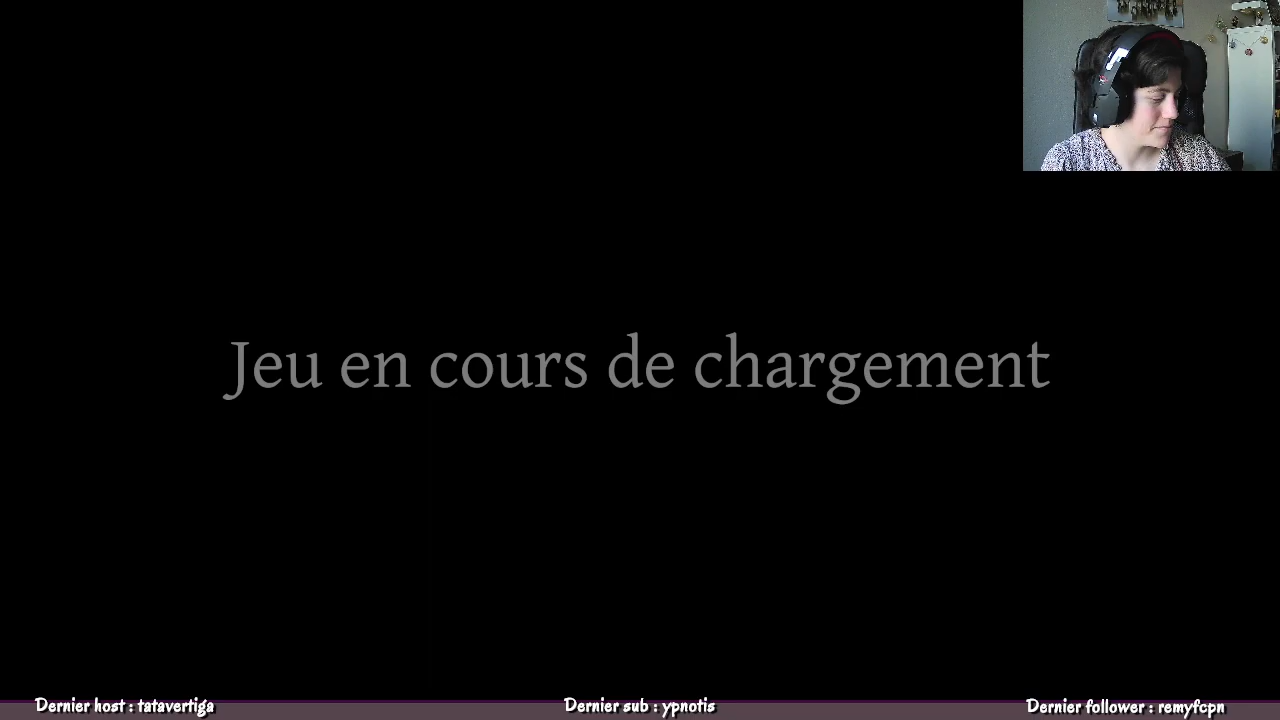 Jeu en cours de chargement
Dernier host : tatavertiga
Dernier sub : ypnotis
Dernier follower : remyfcpn